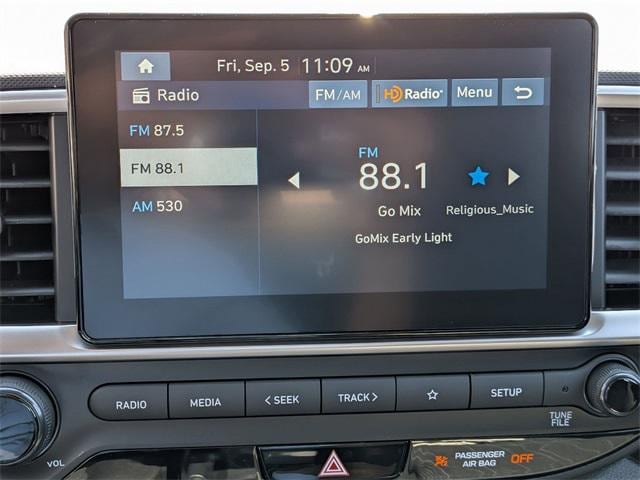 Fri, Sep. 5 11:09 AM
Radio FM/AM HD Radio Menu
FM 87.5
FM 88.1
AM 530
FM
88.1
Go Mix Religious_Music
GoMix Early Light
RADIO MEDIA < SEEK TRACK > SETUP
VOL
TUNE
FILE
PASSENGER
AIR BAG OFF